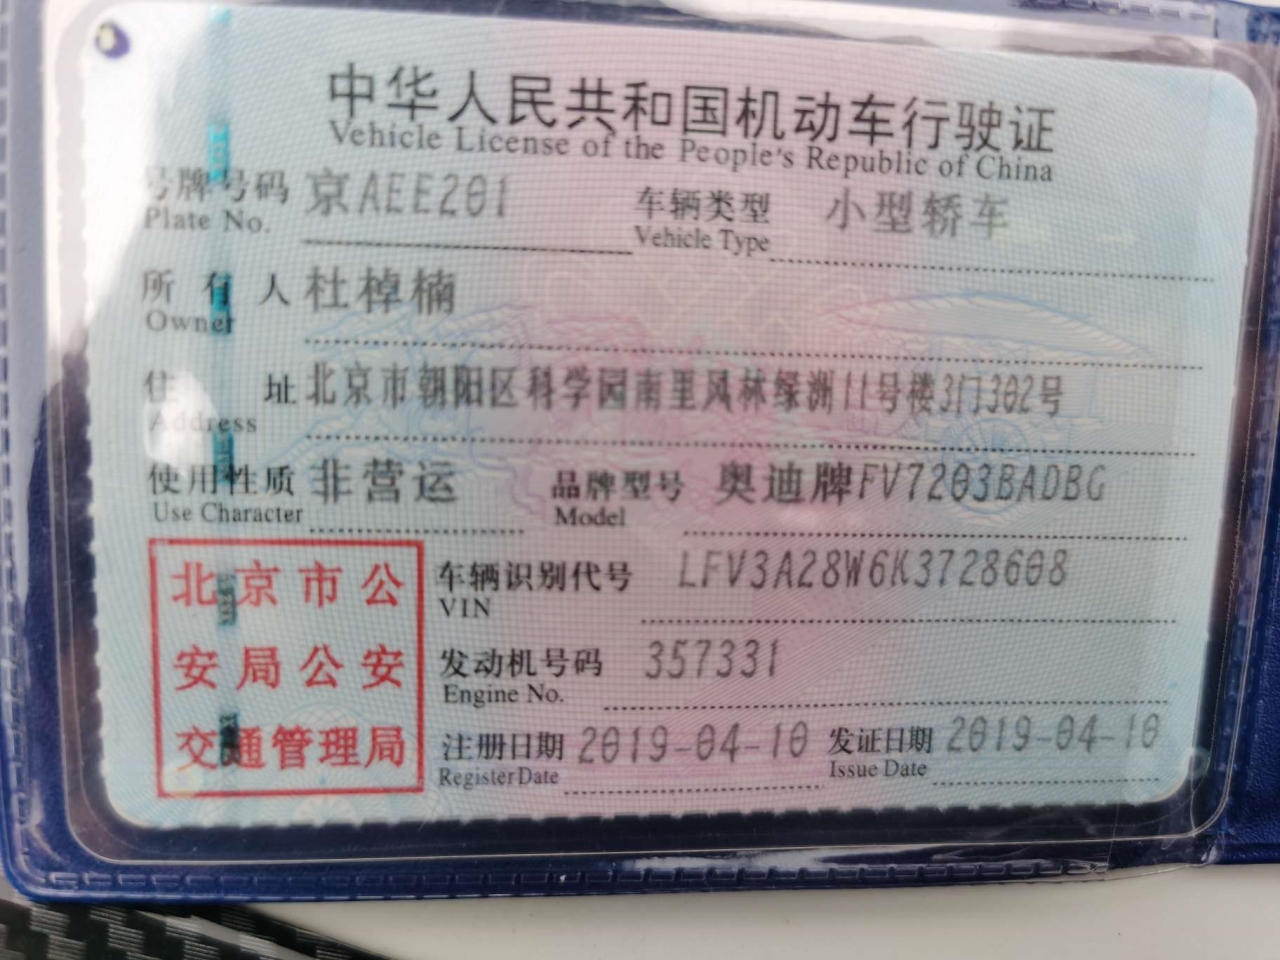 中华人民共和国机动车行驶证
Vehicle License of the People's Republic of China
号牌号码 京AEE201 车辆类型 小型轿车
Plate No. Vehicle Type
所有人 杜棹楠
Owner
住址 北京市朝阳区科学园南里风林绿洲11号楼3门302号
Address
使用性质 非营运 品牌型号 奥迪牌FV7203BADBG
Use Character Model
北京市公
安局公安
交通管理局
车辆识别代号 LFV3A28W6K3728608
VIN
发动机号码 357331
Engine No.
注册日期 2019-04-10 发证日期 2019-04-10
Register Date Issue Date